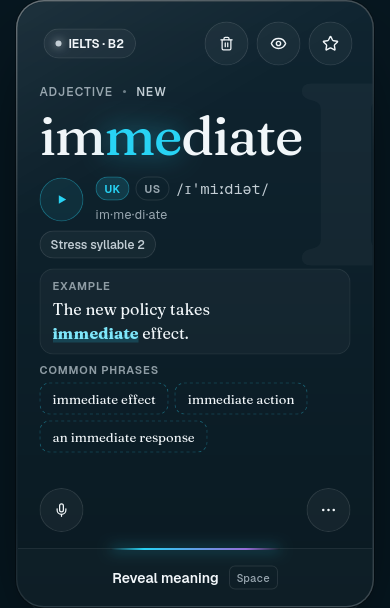 IELTS · B2
ADJECTIVE • NEW
immediate
UK US /ɪˈmiːdiət/
im·me·di·ate
Stress syllable 2
EXAMPLE
The new policy takes
immediate effect.
COMMON PHRASES
immediate effect immediate action
an immediate response
Reveal meaning Space